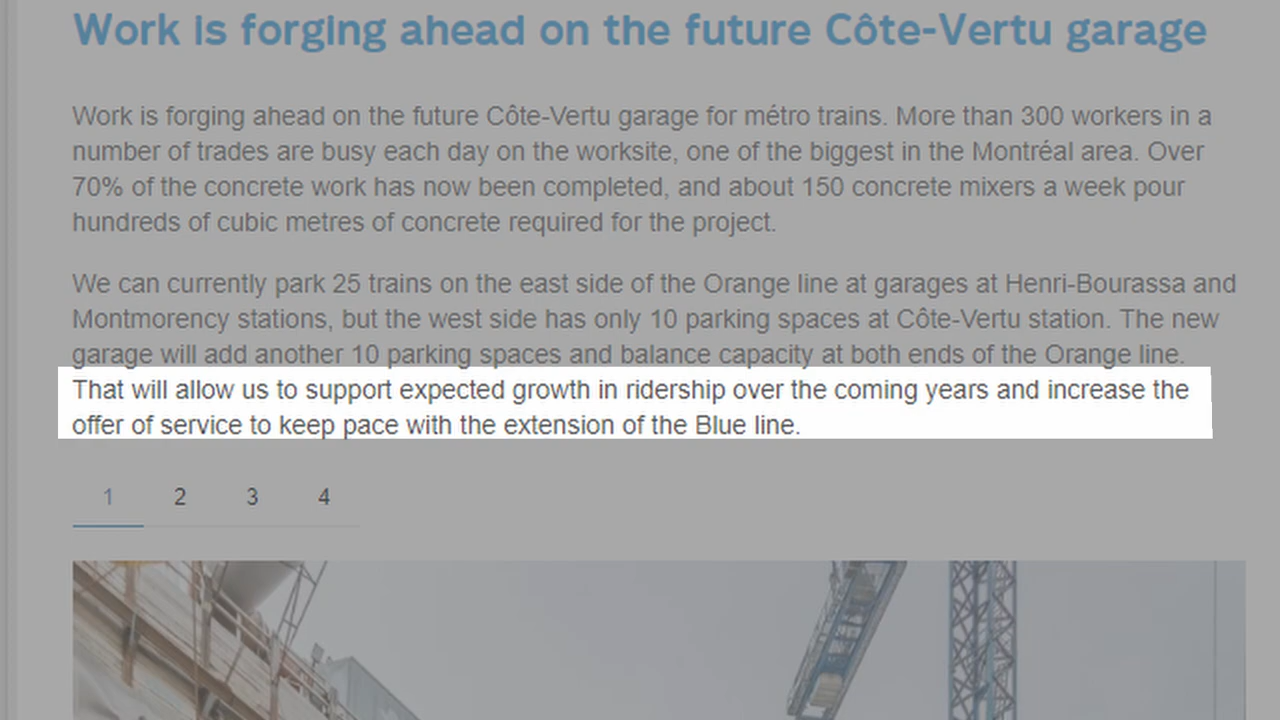 Work is forging ahead on the future Côte-Vertu garage
Work is forging ahead on the future Côte-Vertu garage for métro trains. More than 300 workers in a
number of trades are busy each day on the worksite, one of the biggest in the Montréal area. Over
70% of the concrete work has now been completed, and about 150 concrete mixers a week pour
hundreds of cubic metres of concrete required for the project.
We can currently park 25 trains on the east side of the Orange line at garages at Henri-Bourassa and
Montmorency stations, but the west side has only 10 parking spaces at Côte-Vertu station. The new
garage will add another 10 parking spaces and balance capacity at both ends of the Orange line.
That will allow us to support expected growth in ridership over the coming years and increase the
offer of service to keep pace with the extension of the Blue line.
1 2 3 4